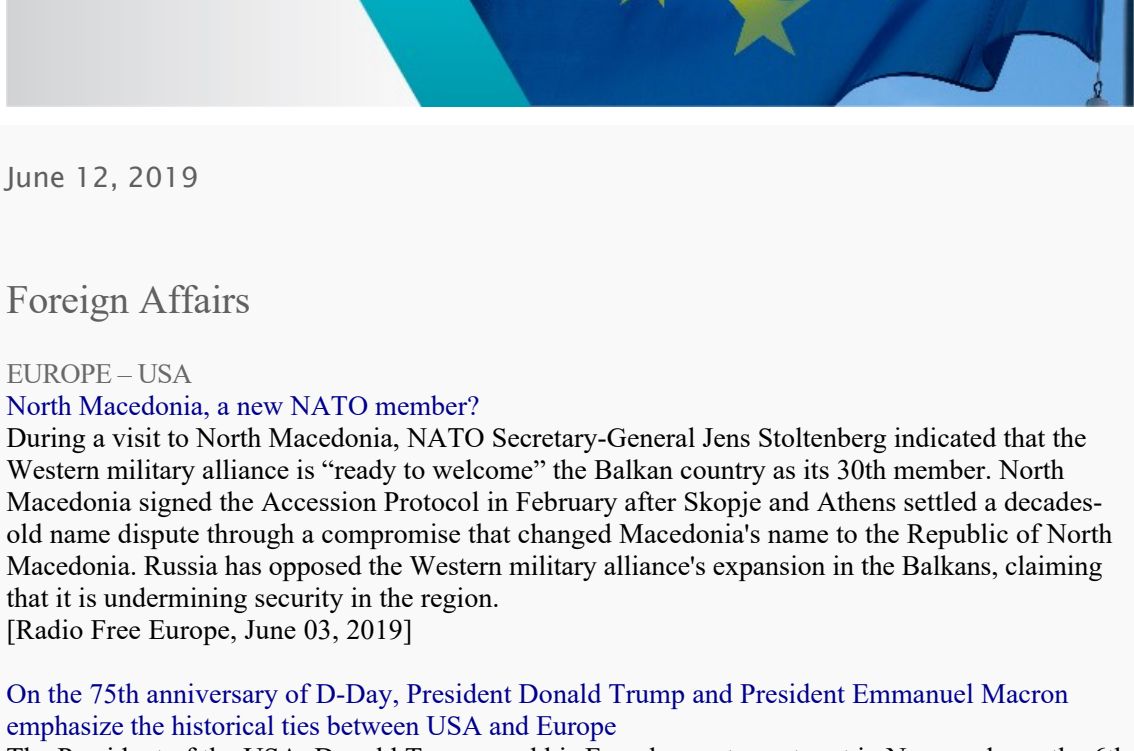 June 12, 2019
Foreign Affairs
EUROPE – USA
North Macedonia, a new NATO member?
During a visit to North Macedonia, NATO Secretary-General Jens Stoltenberg indicated that the
Western military alliance is “ready to welcome” the Balkan country as its 30th member. North
Macedonia signed the Accession Protocol in February after Skopje and Athens settled a decades-
old name dispute through a compromise that changed Macedonia's name to the Republic of North
Macedonia. Russia has opposed the Western military alliance's expansion in the Balkans, claiming
that it is undermining security in the region.
[Radio Free Europe, June 03, 2019]
On the 75th anniversary of D-Day, President Donald Trump and President Emmanuel Macron
emphasize the historical ties between USA and Europe